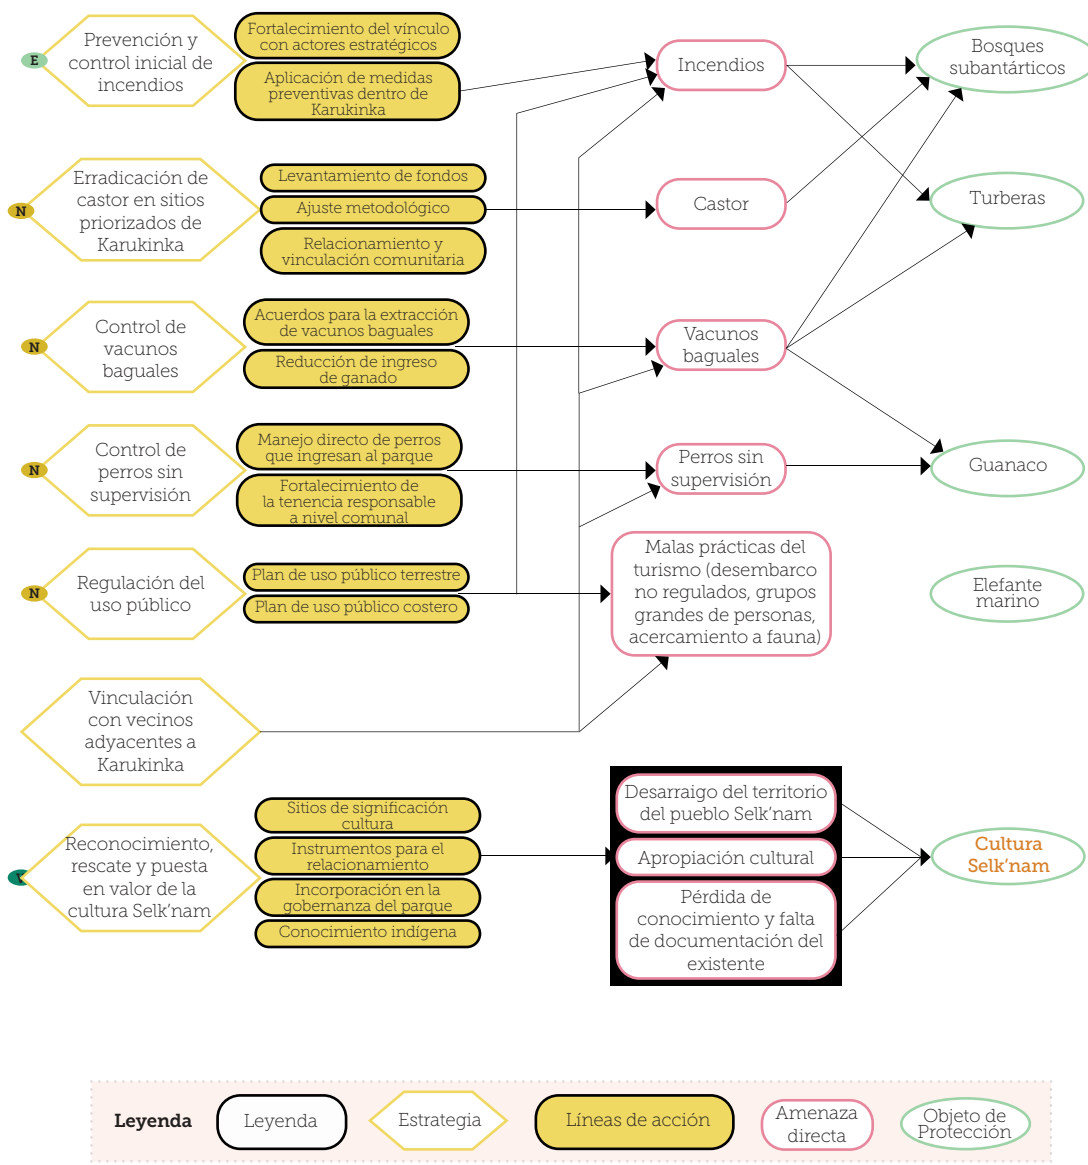 E
Prevención y
control inicial de
incendios
Fortalecimiento del vínculo
con actores estratégicos
Aplicación de medidas
preventivas dentro de
Karukinka
Incendios
Bosques
subantárticos
N
Erradicación de
castor en sitios
priorizados de
Karukinka
Levantamiento de fondos
Ajuste metodológico
Relacionamiento y
vinculación comunitaria
Castor
Turberas
N
Control de
vacunos
baguales
Acuerdos para la extracción
de vacunos baguales
Reducción de ingreso
de ganado
Vacunos
baguales
N
Control de
perros sin
supervisión
Manejo directo de perros
que ingresan al parque
Fortalecimiento de
la tenencia responsable
a nivel comunal
Perros sin
supervisión
Guanaco
N
Regulación del
uso público
Plan de uso público terrestre
Plan de uso público costero
Malas prácticas del
turismo (desembarco
no regulados, grupos
grandes de personas,
acercamiento a fauna)
Elefante
marino
Vinculación
con vecinos
adyacentes a
Karukinka
Reconocimiento,
rescate y puesta
en valor de la
cultura Selk'nam
Sitios de significación
cultura
Instrumentos para el
relacionamiento
Incorporación en la
gobernanza del parque
Conocimiento indígena
Desarraigo del territorio
del pueblo Selk'nam
Apropiación cultural
Pérdida de
conocimiento y falta
de documentación del
existente
Cultura
Selk'nam
Leyenda
Leyenda
Estrategia
Líneas de acción
Amenaza
directa
Objeto de
Protección